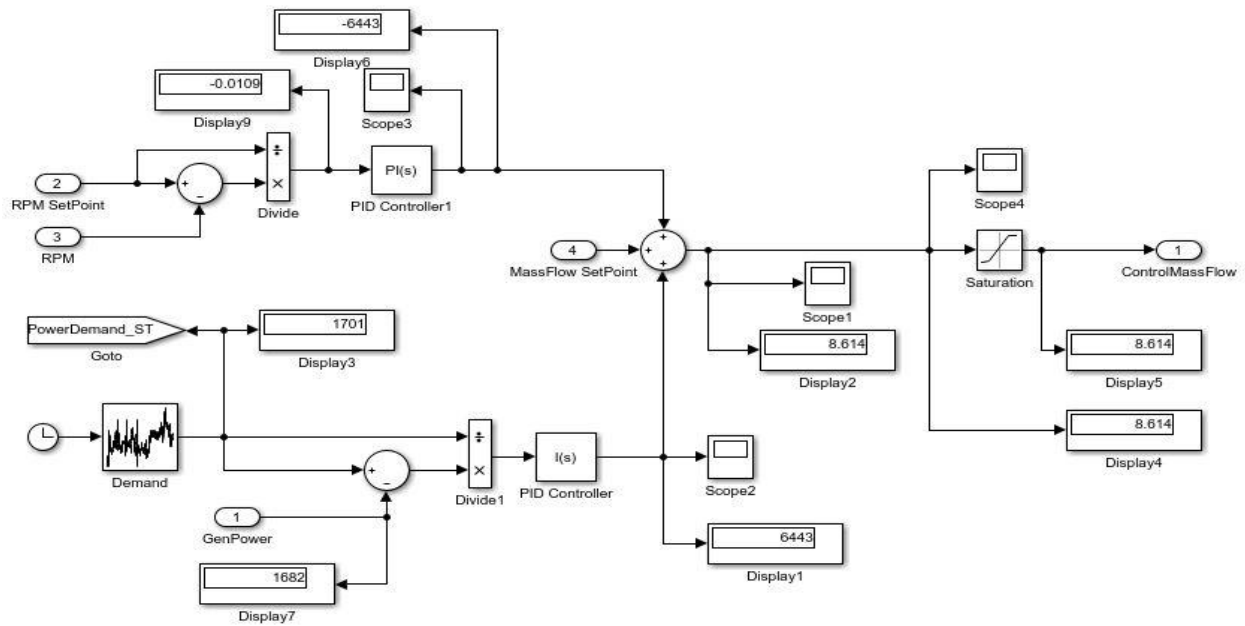 -6443
Display6
-0.0109
Display9
Scope3
÷
×
Divide
PI(s)
PID Controller1
2
RPM SetPoint
+
-
3
RPM
4
MassFlow SetPoint
+
+
+
Scope4
Saturation
1
ControlMassFlow
Scope1
8.614
Display2
8.614
Display5
8.614
Display4
PowerDemand_ST
Goto
1701
Display3
Demand
+
-
÷
×
Divide1
I(s)
PID Controller
Scope2
1
GenPower
1682
Display7
6443
Display1